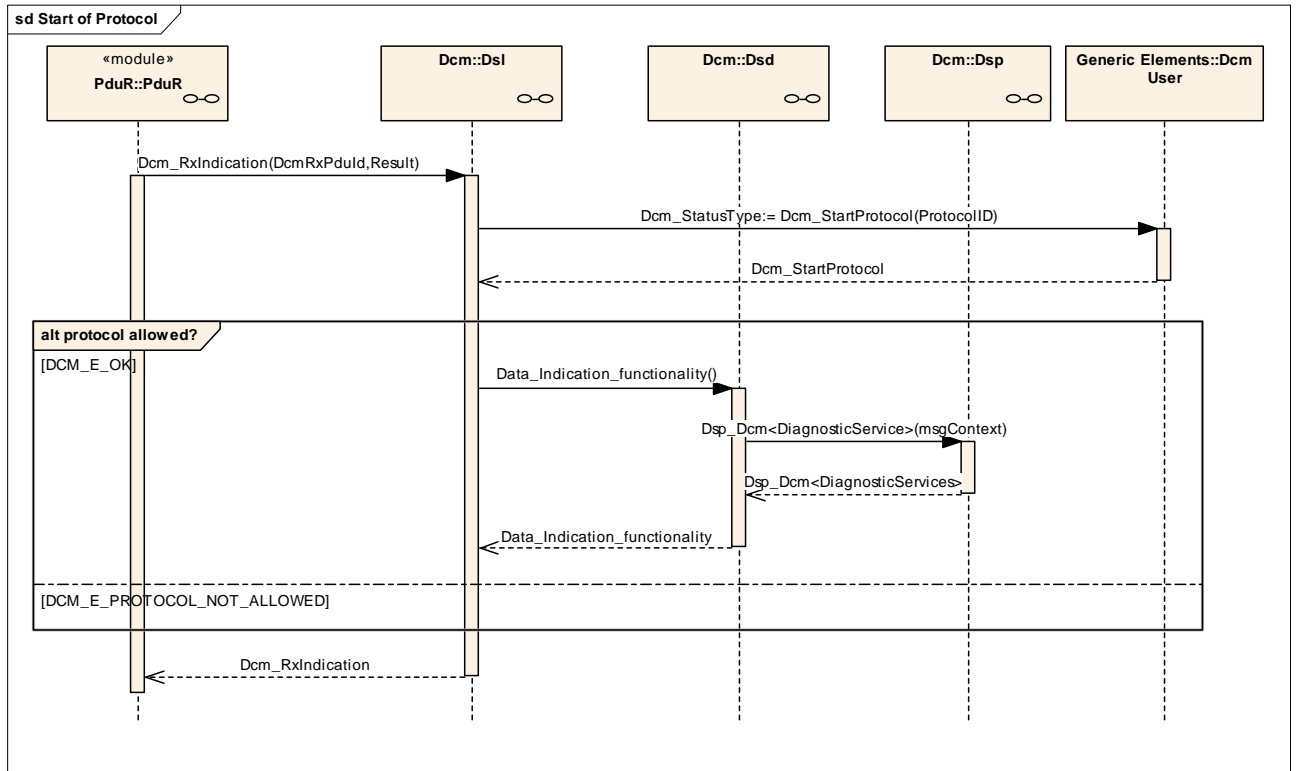 sd Start of Protocol
«module»
PduR::PduR
Dcm::Dsl
Dcm::Dsd
Dcm::Dsp
Generic Elements::Dcm
User
Dcm_RxIndication(DcmRxPduId,Result)
Dcm_StatusType:= Dcm_StartProtocol(ProtocolID)
Dcm_StartProtocol
alt protocol allowed?
[DCM_E_OK]
Data_Indication_functionality()
Dsp_Dcm<DiagnosticService>(msgContext)
Dsp_Dcm<DiagnosticServices>
Data_Indication_functionality
[DCM_E_PROTOCOL_NOT_ALLOWED]
Dcm_RxIndication